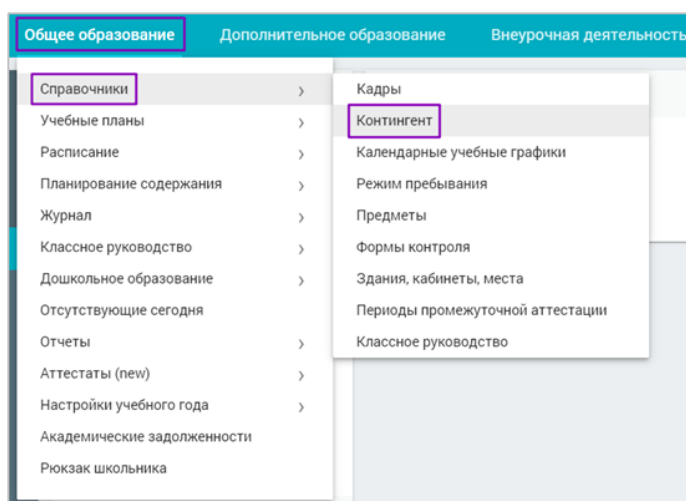 Общее образование Дополнительное образование Внеурочная деятельность
Справочники
Учебные планы
Расписание
Планирование содержания
Журнал
Классное руководство
Дошкольное образование
Отсутствующие сегодня
Отчеты
Аттестаты (new)
Настройки учебного года
Академические задолженности
Рюкзак школьника
Кадры
Контингент
Календарные учебные графики
Режим пребывания
Предметы
Формы контроля
Здания, кабинеты, места
Периоды промежуточной аттестации
Классное руководство